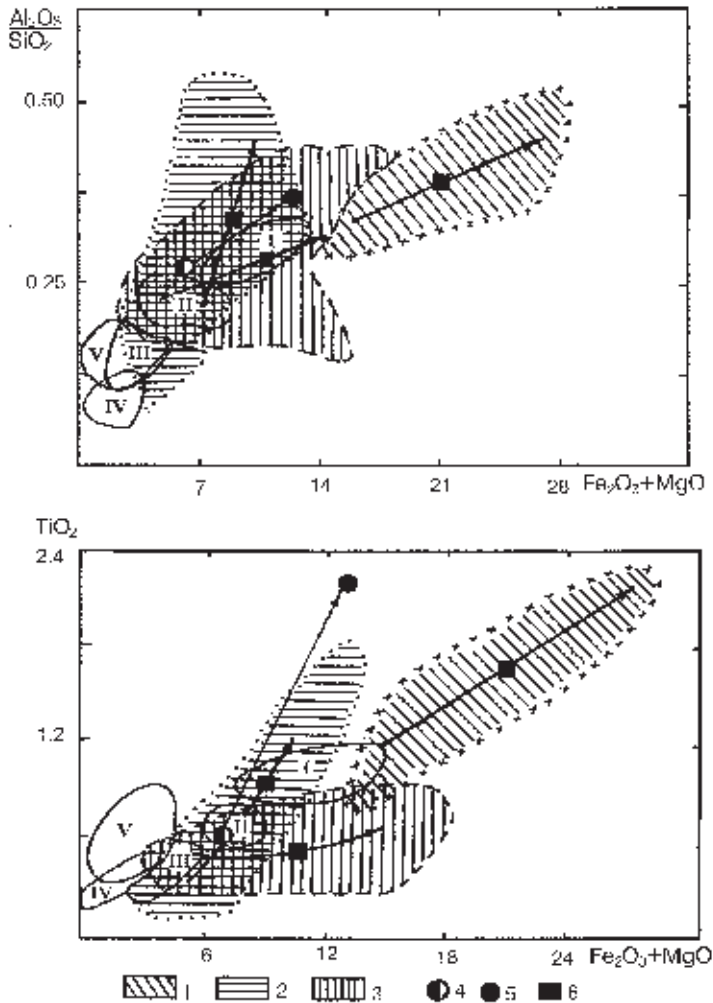 Al₂O₃
SiO₂
0.50
0.25
I
II
III
V
IV
7 14 21 28 Fe₂O₃+MgO
TiO₂
2.4
1.2
I
II
V
III
IV
6 12 18 24 Fe₂O₃+MgO
1 2 3 4 5 6